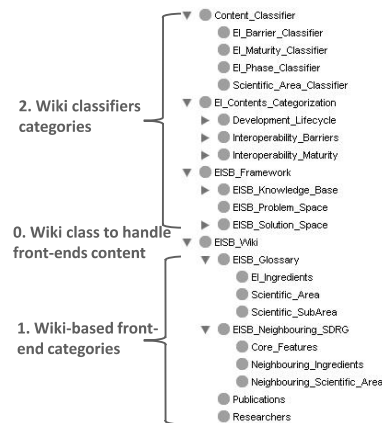 Content_Classifier
EI_Barrier_Classifier
EI_Maturity_Classifier
EI_Phase_Classifier
Scientific_Area_Classifier
2. Wiki classifiers
categories
EI_Contents_Categorization
Development_Lifecycle
Interoperability_Barriers
Interoperability_Maturity
EISB_Framework
EISB_Knowledge_Base
EISB_Problem_Space
EISB_Solution_Space
0. Wiki class to handle
front-ends content
EISB_Wiki
EISB_Glossary
EI_Ingredients
Scientific_Area
Scientific_SubArea
1. Wiki-based front-
end categories
EISB_Neighbouring_SDRG
Core_Features
Neighbouring_Ingredients
Neighbouring_Scientific_Area
Publications
Researchers